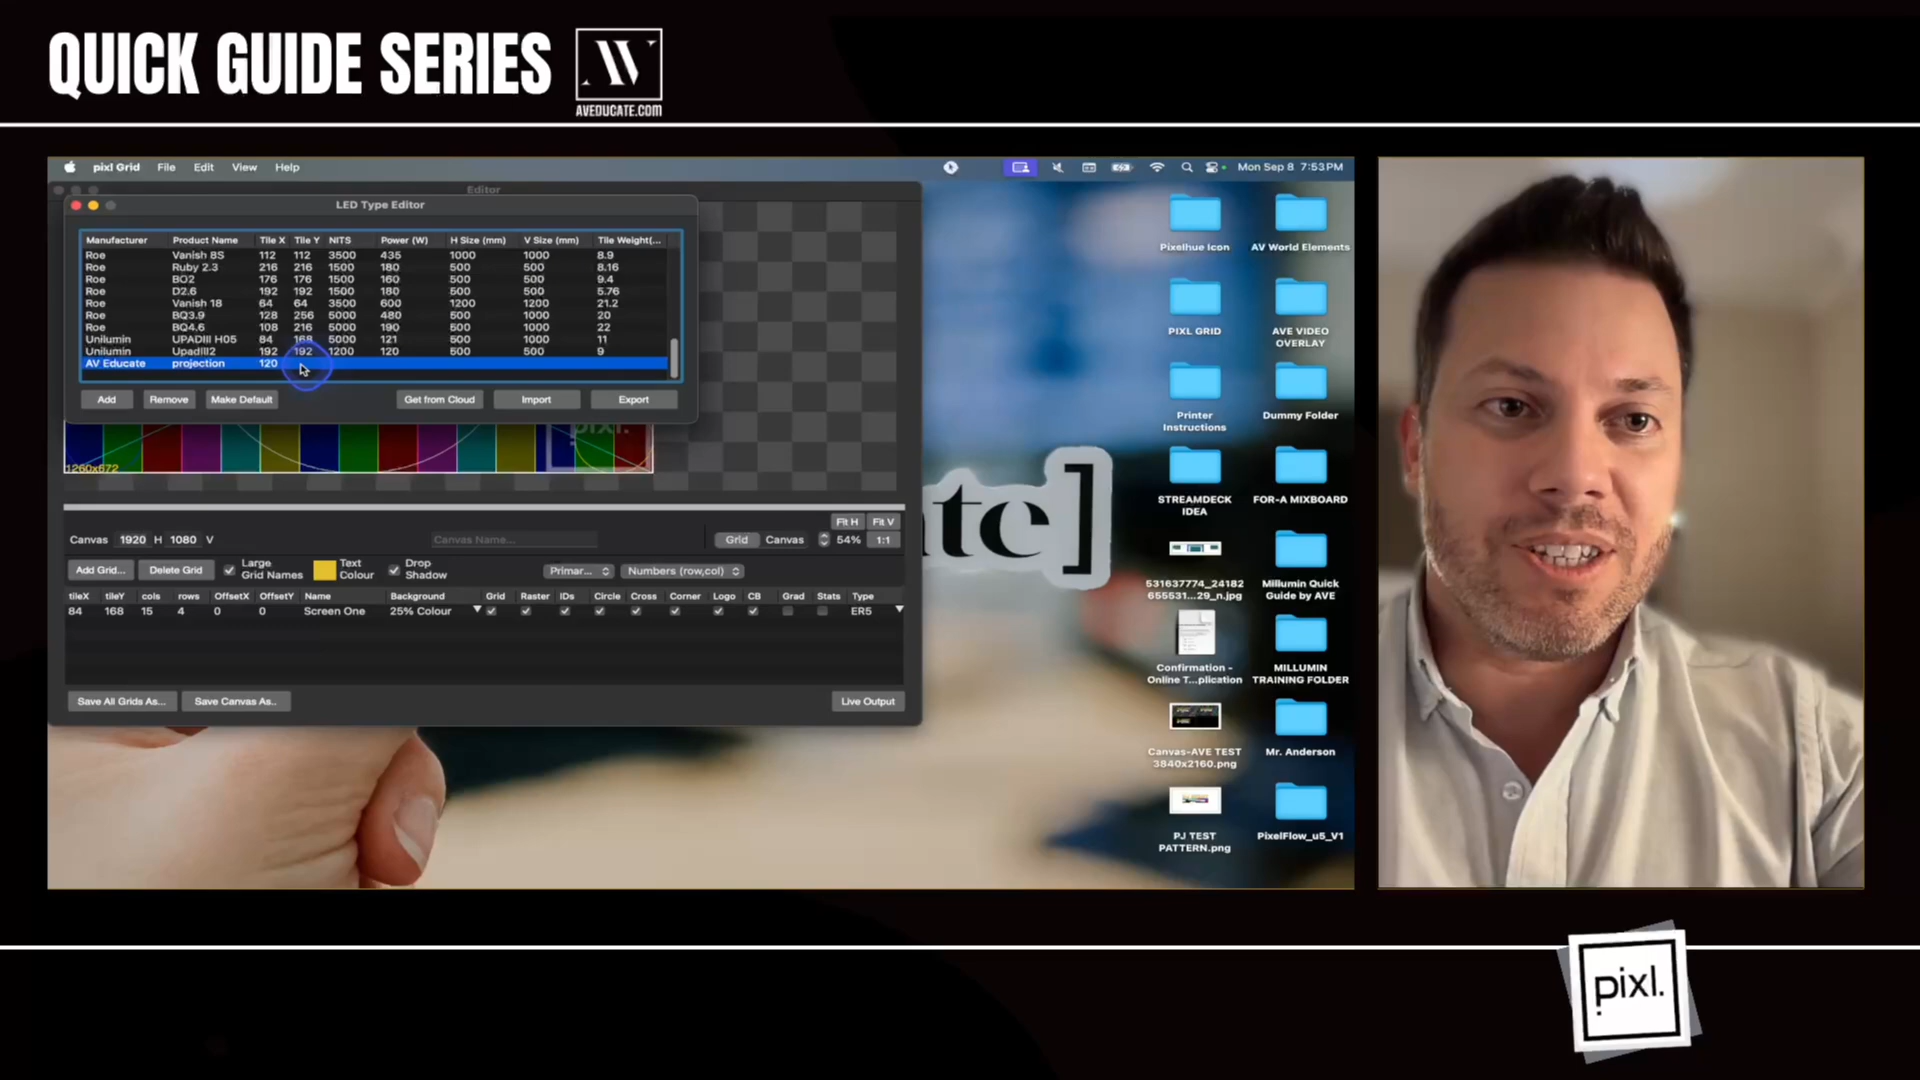 QUICK GUIDE SERIES
AVEDUCATE.COM
pixl Grid File Edit View Help Mon Sep 8 7:53PM
Editor
LED Type Editor
Manufacturer Product Name Tile X Tile Y NITS Power (W) H Size (mm) V Size (mm) Tile Weight(...
Roe Vanish 8S 112 112 3500 435 1000 1000 8.9
Roe Ruby 2.3 216 216 1500 180 500 500 8.16
Roe BO2 176 176 1500 160 500 500 9.4
Roe D2.6 192 192 1500 180 500 500 5.76
Roe Vanish 18 64 64 3500 600 1200 1200 21.2
Roe BQ3.9 128 256 5000 480 500 1000 20
Roe BQ4.6 108 216 5000 190 500 1000 22
Unilumin UPADIII H05 84 168 5000 121 500 1000 11
Unilumin UpadIII2 192 192 1200 120 500 500 9
AV Educate projection 120
Add Remove Make Default Get from Cloud Import Export
pixl.
1260x672
Fit H Fit V
Canvas 1920 H 1080 V Canvas Name... Grid Canvas 54% 1:1
Add Grid... Delete Grid Large Grid Names Text Colour Drop Shadow Primar... Numbers (row,col)
tileX tileY cols rows OffsetX OffsetY Name Background Grid Raster IDs Circle Cross Corner Logo CB Grad Stats Type
84 168 15 4 0 0 Screen One 25% Colour ER5
Save All Grids As... Save Canvas As.. Live Output
Pixelhue Icon
AV World Elements
PIXL GRID
AVE VIDEO
OVERLAY
Printer
Instructions
Dummy Folder
STREAMDECK
IDEA
FOR-A MIXBOARD
531637774_24182
655531...29_n.jpg
Millumin Quick
Guide by AVE
Confirmation -
Online T...plication
MILLUMIN
TRAINING FOLDER
Canvas-AVE TEST
3840x2160.png
Mr. Anderson
PJ TEST
PATTERN.png
PixelFlow_u5_V1
pixl.